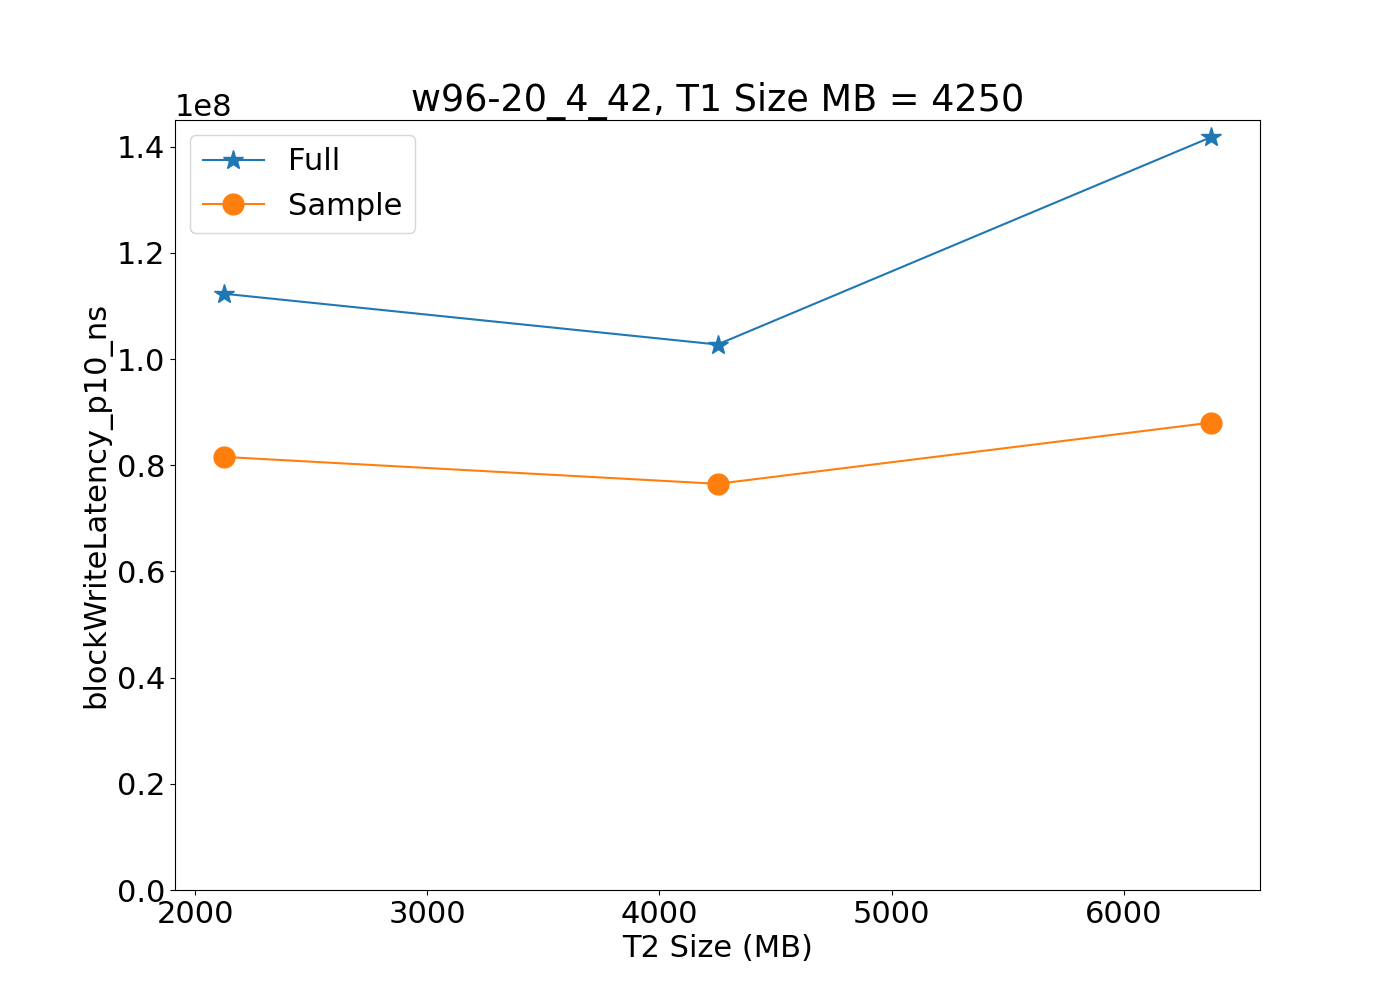 w96-20_4_42, T1 Size MB = 4250
1e8
Full
Sample
1.4
1.2
1.0
0.8
0.6
0.4
0.2
0.0
blockWriteLatency_p10_ns
2000 3000 4000 5000 6000
T2 Size (MB)